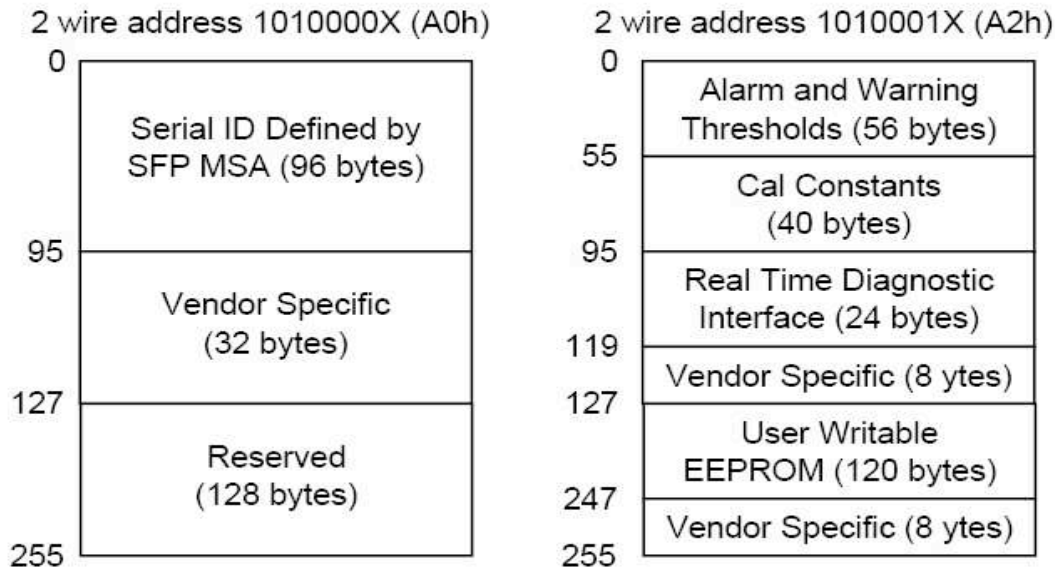 2 wire address 1010000X (A0h)
0
Serial ID Defined by
SFP MSA (96 bytes)
95
Vendor Specific
(32 bytes)
127
Reserved
(128 bytes)
255
2 wire address 1010001X (A2h)
0
Alarm and Warning
Thresholds (56 bytes)
55
Cal Constants
(40 bytes)
95
Real Time Diagnostic
Interface (24 bytes)
119
Vendor Specific (8 ytes)
127
User Writable
EEPROM (120 bytes)
247
Vendor Specific (8 ytes)
255